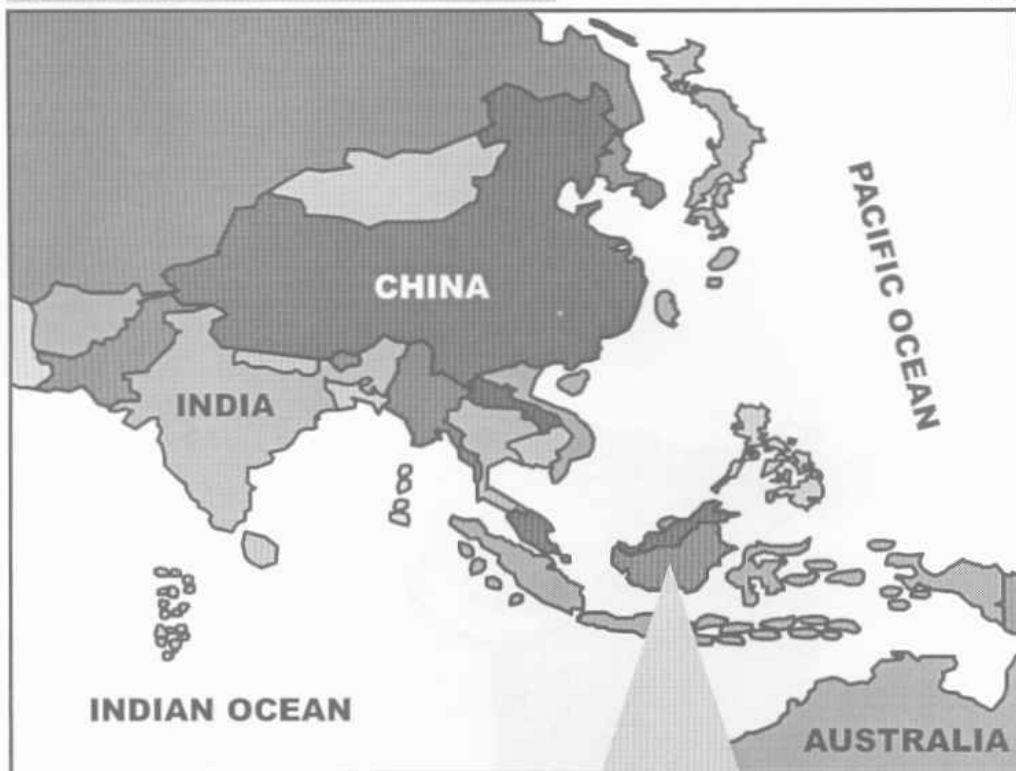 CHINA
PACIFIC OCEAN
INDIA
INDIAN OCEAN
AUSTRALIA